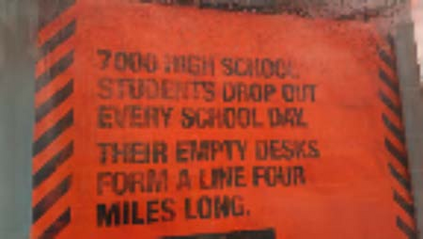 7000 HIGH SCHOOL
STUDENTS DROP OUT
EVERY SCHOOL DAY.
THEIR EMPTY DESKS
FORM A LINE FOUR
MILES LONG.